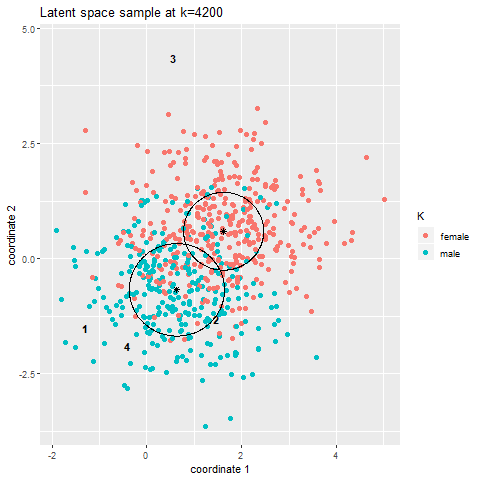 Latent space sample at k=4200
5.0
2.5
0.0
-2.5
coordinate 2
3
2
1
4
-2
0
2
4
coordinate 1
K
female
male